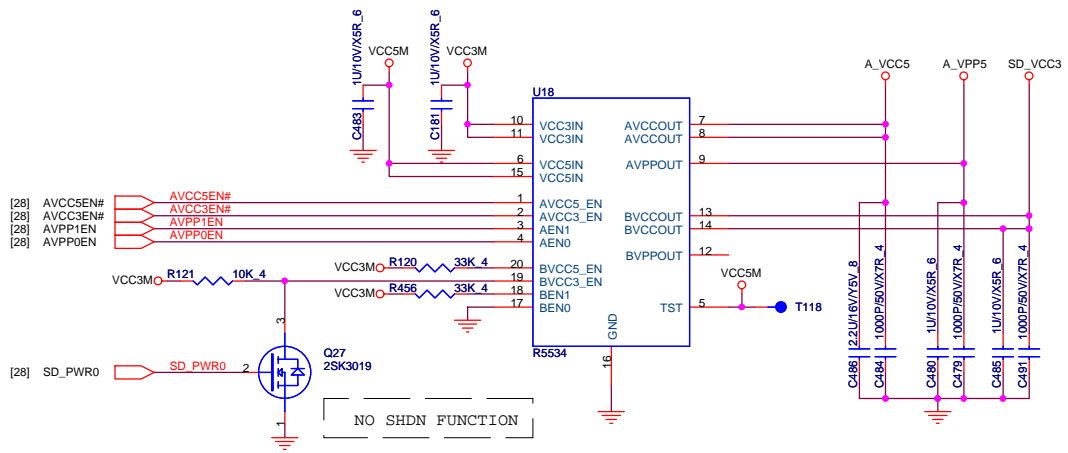 1U/10V/X5R_6
1U/10V/X5R_6
VCC5M
VCC3M
A_VCC5
A_VPP5
SD_VCC3
C483
C181
U18
10
11
VCC3IN
VCC3IN
AVCCOUT
AVCCOUT
7
8
6
15
VCC5IN
VCC5IN
AVPPOUT
9
[28] AVCC5EN# AVCC5EN# 1 AVCC5_EN
[28] AVCC3EN# AVCC3EN# 2 AVCC3_EN
[28] AVPP1EN AVPP1EN 3 AEN1
[28] AVPP0EN AVPP0EN 4 AEN0
BVCCOUT 13
BVCCOUT 14
BVPPOUT 12
VCC3M R120 33K_4 20 BVCC5_EN
VCC3M R121 10K_4 19 BVCC3_EN
VCC3M R456 33K_4 18 BEN1
17 BEN0
VCC5M
TST 5 T118
GND
16
R5534
3
Q27
2SK3019
[28] SD_PWR0 SD_PWR0 2
1
NO SHDN FUNCTION
C486 2.2U/16V/Y5V_8
C484 1000P/50V/X7R_4
C480 1U/10V/X5R_6
C479 1000P/50V/X7R_4
C485 1U/10V/X5R_6
C491 1000P/50V/X7R_4